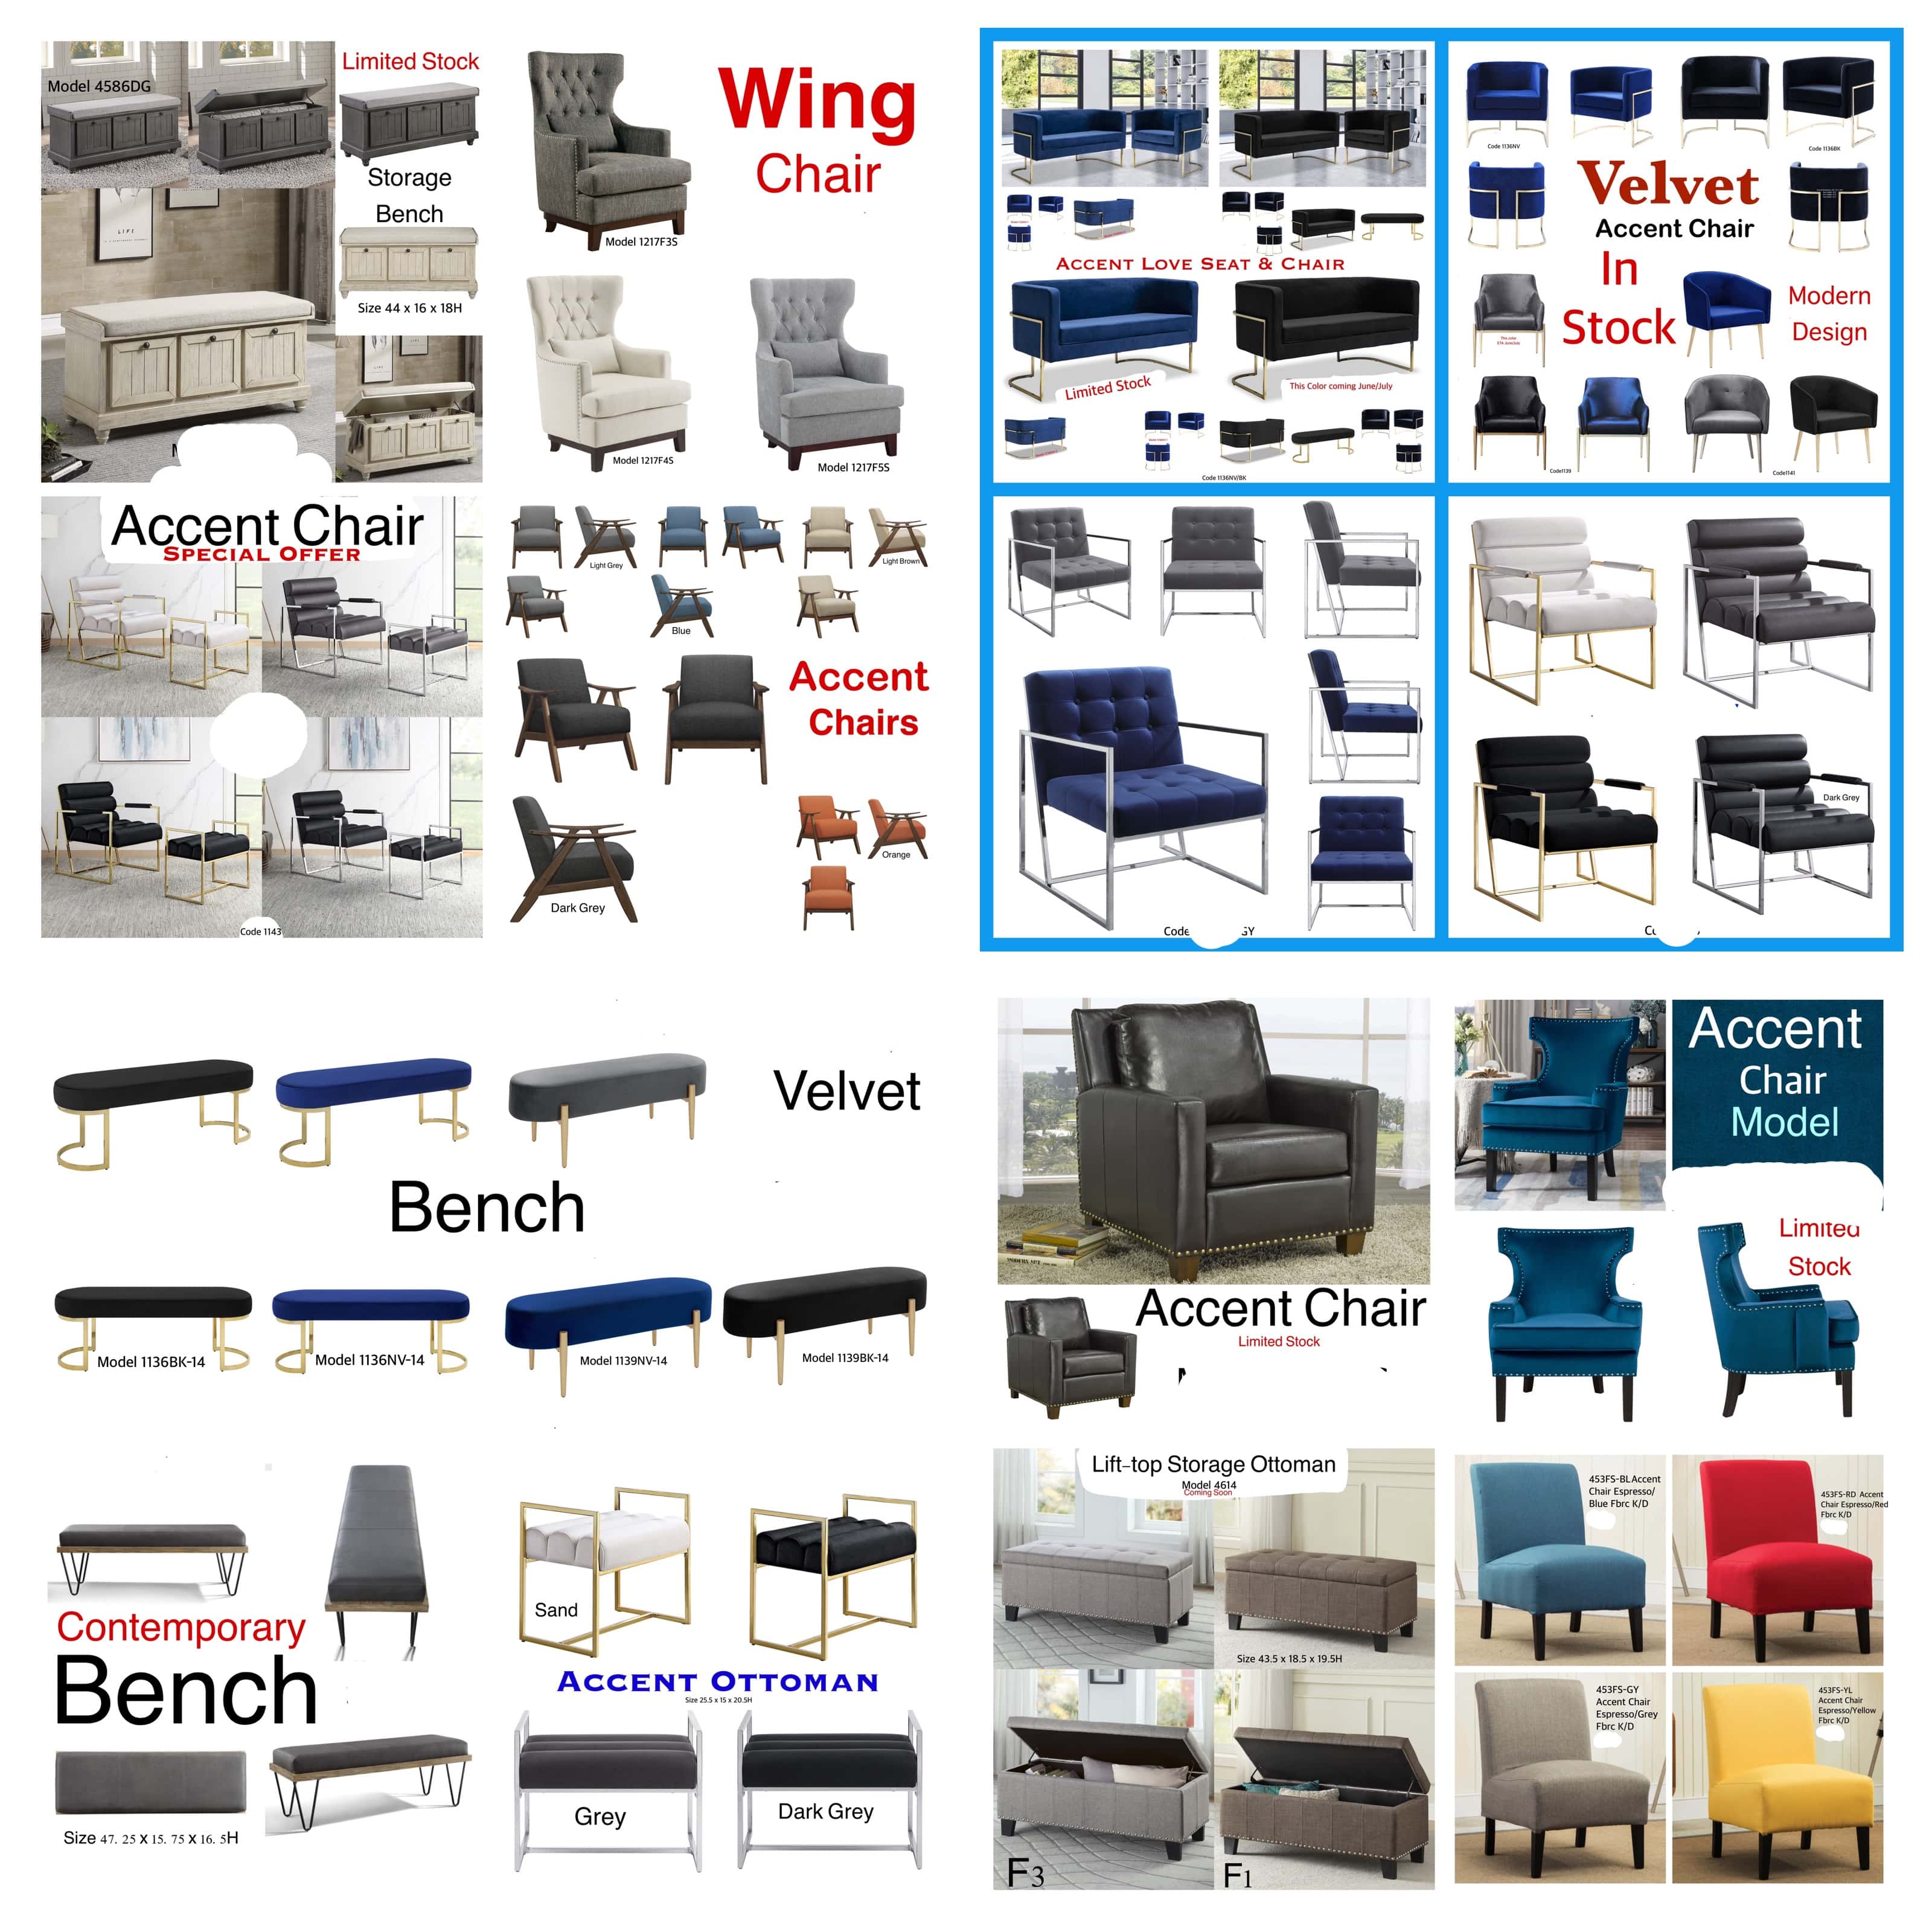 Model 4586DG
Limited Stock
Storage
Bench
Size 44 x 16 x 18H
LIFE
Wing
Chair
Model 1217F3S
Model 1217F4S
Model 1217F5S
Accent Chair
SPECIAL OFFER
Code 1143
Light Grey
Light Brown
Blue
Accent
Chairs
Orange
Dark Grey
ACCENT LOVE SEAT & CHAIR
Limited Stock
This Color coming June/July
Code 1136NV/BK
Code 1136NV
Code 1136BK
Velvet
Accent Chair
In
Stock
Modern
Design
This color
Code1139
Code1141
Code
GY
Dark Grey
Velvet
Bench
Model 1136BK-14
Model 1136NV-14
Model 1139NV-14
Model 1139BK-14
Accent Chair
Limited Stock
Accent
Chair
Model
Limited
Stock
Contemporary
Bench
Size 47. 25 x 15. 75 x 16. 5H
Sand
ACCENT OTTOMAN
Size 25.5 x 15 x 20.5H
Grey
Dark Grey
Lift-top Storage Ottoman
Model 4614
Coming Soon
Size 43.5 x 18.5 x 19.5H
F3
F1
453FS-BL Accent
Chair Espresso/
Blue Fbrc K/D
453FS-RD Accent
Chair Espresso/Red
Fbrc K/D
453FS-GY
Accent Chair
Espresso/Grey
Fbrc K/D
453FS-YL
Accent Chair
Espresso/Yellow
Fbrc K/D